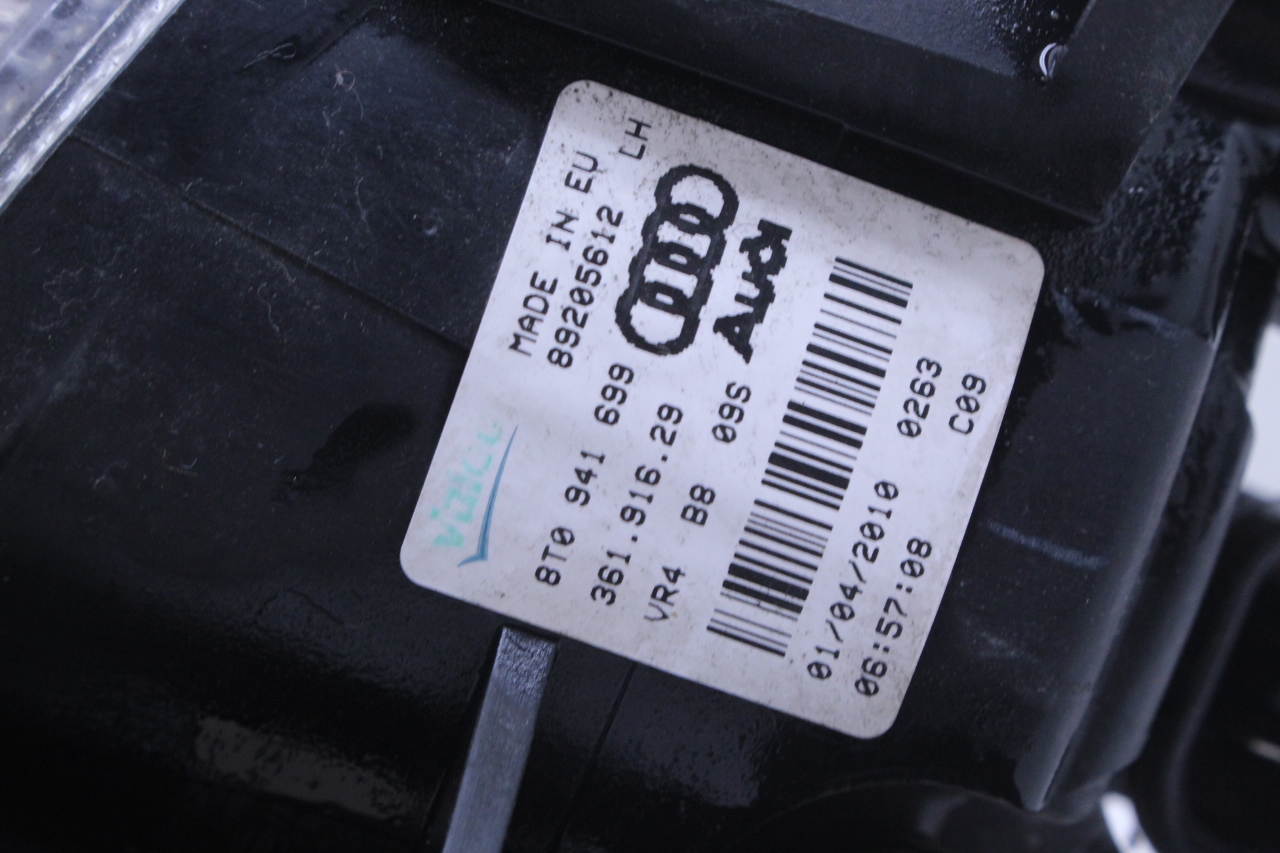 MADE IN EU LH
89205612
Audi
8T0 941 699
361.916.29
VR4 B8 09S
01/04/2010 0263
06:57:08 C09